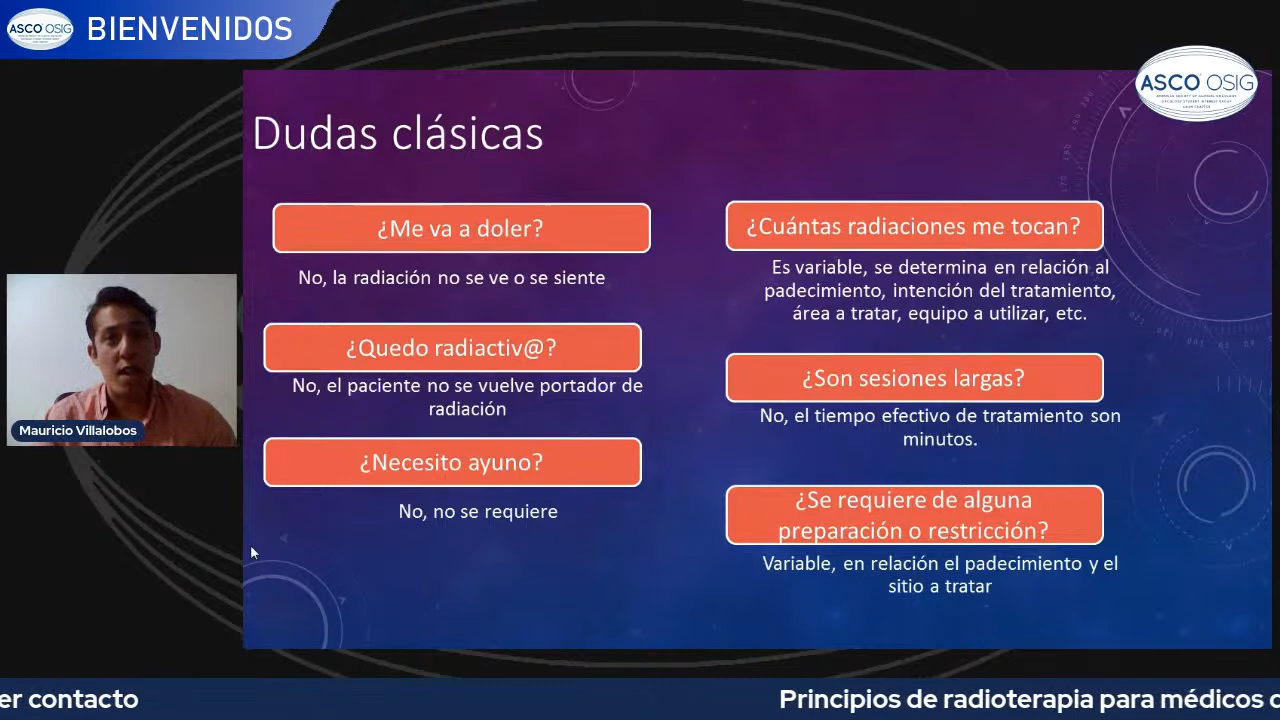 ASCO OSIG
BIENVENIDOS
ASCO OSIG
Dudas clásicas
¿Me va a doler?
No, la radiación no se ve o se siente
¿Quedo radiactiv@?
No, el paciente no se vuelve portador de
radiación
¿Necesito ayuno?
No, no se requiere
¿Cuántas radiaciones me tocan?
Es variable, se determina en relación al
padecimiento, intención del tratamiento,
área a tratar, equipo a utilizar, etc.
¿Son sesiones largas?
No, el tiempo efectivo de tratamiento son
minutos.
¿Se requiere de alguna
preparación o restricción?
Variable, en relación el padecimiento y el
sitio a tratar
Mauricio Villalobos
er contacto
Principios de radioterapia para médicos